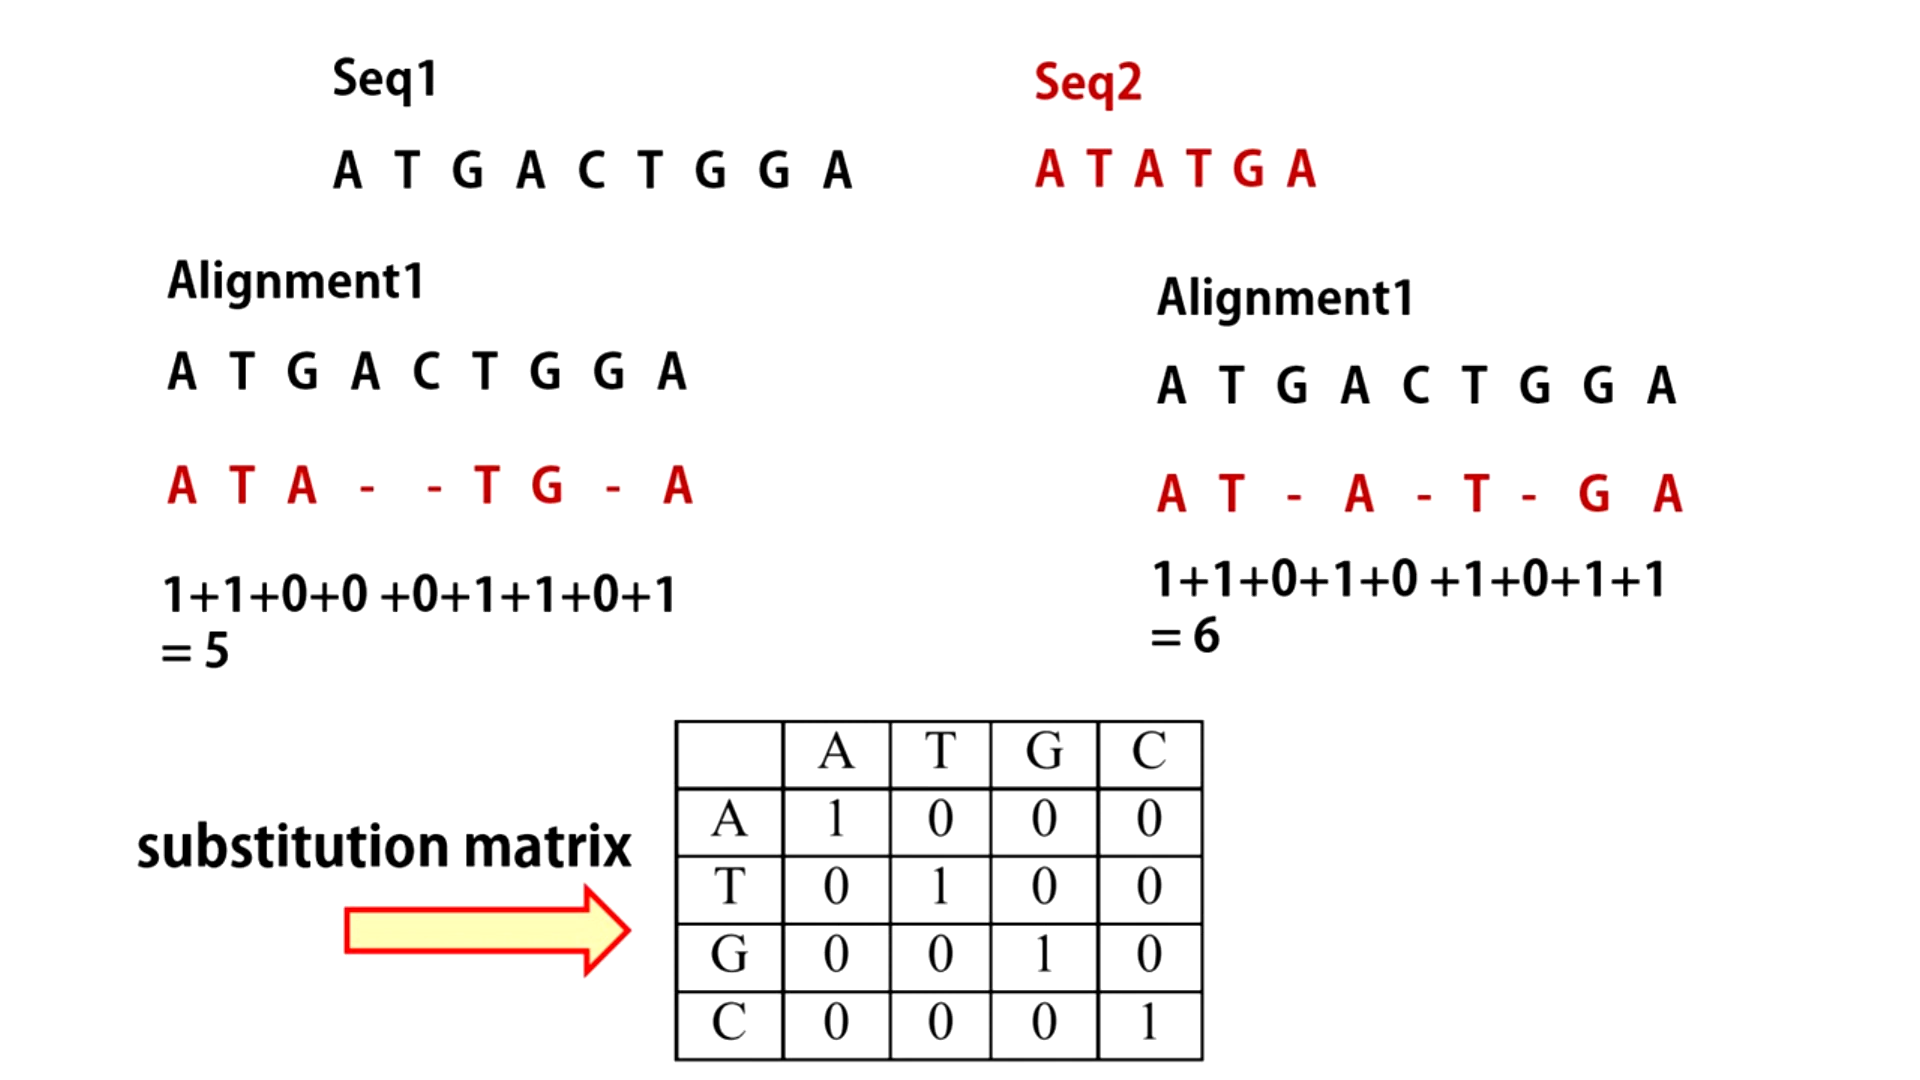 Seq1
Seq2
A T G A C T G G A
A T A T G A
Alignment1
A T G A C T G G A
A T A - - T G - A
1+1+0+0 +0+1+1+0+1
= 5
Alignment1
A T G A C T G G A
A T - A - T - G A
1+1+0+1+0 +1+0+1+1
= 6
substitution matrix
A T G C
A 1 0 0 0
T 0 1 0 0
G 0 0 1 0
C 0 0 0 1